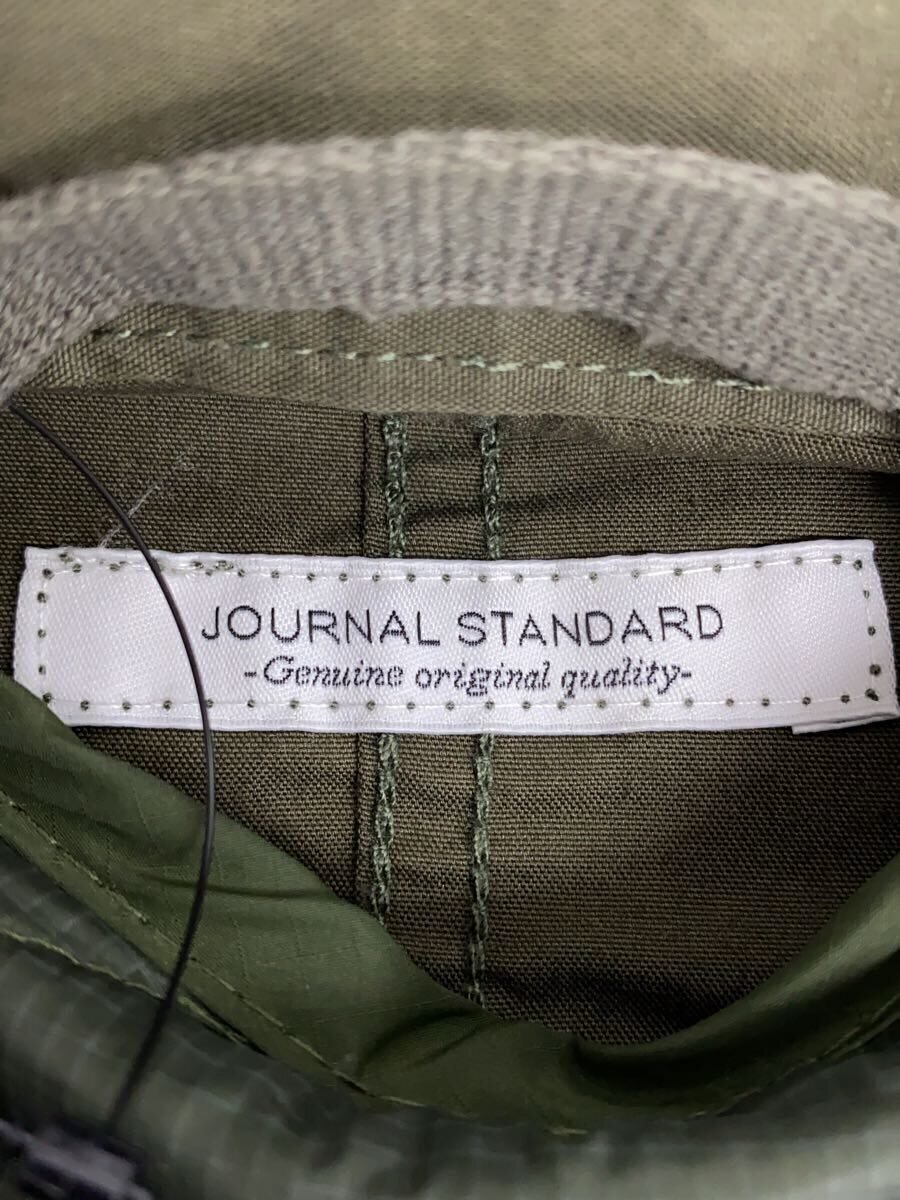 JOURNAL STANDARD
-Genuine original quality-